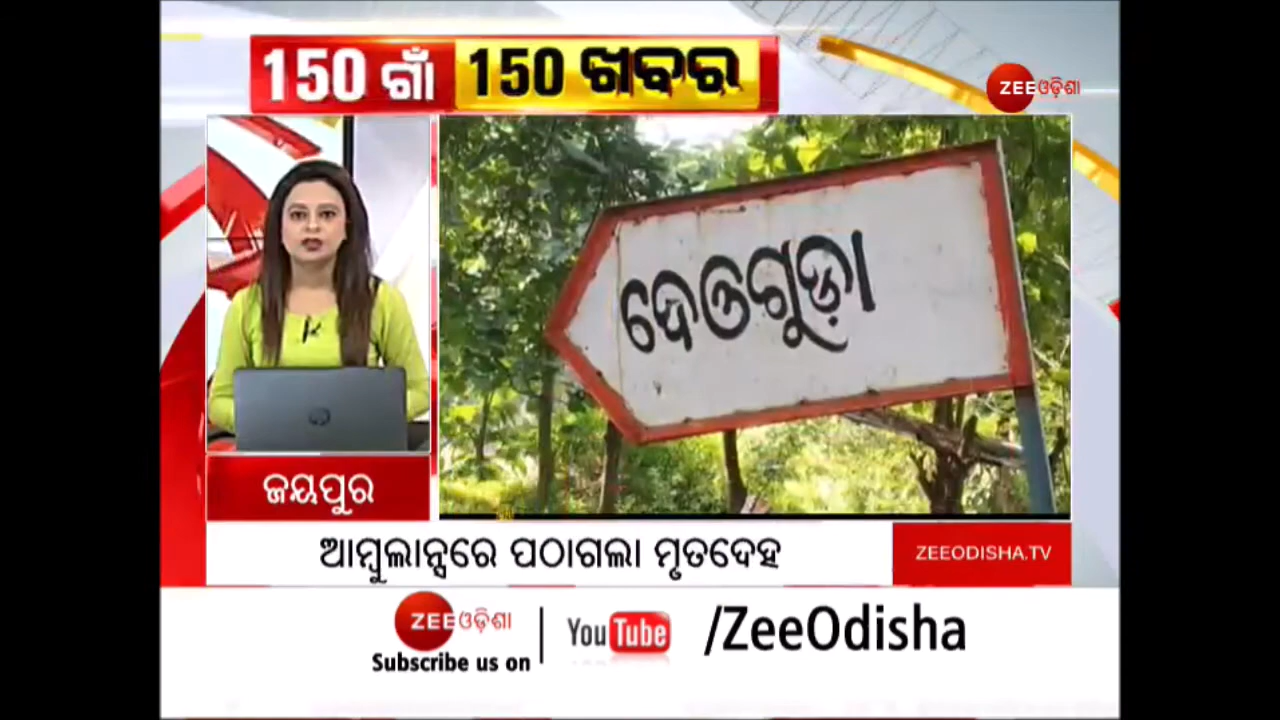 150 ଗାଁ 150 ଖବର
ZEE ଓଡ଼ିଶା
ଦେଓଗୁଡ଼ା
ଜୟପୁର
ଆମ୍ବୁଲାନ୍ସରେ ପଠାଗଲା ମୃତଦେହ
ZEEODISHA.TV
ZEE ଓଡ଼ିଶା
Subscribe us on
YouTube
/ZeeOdisha